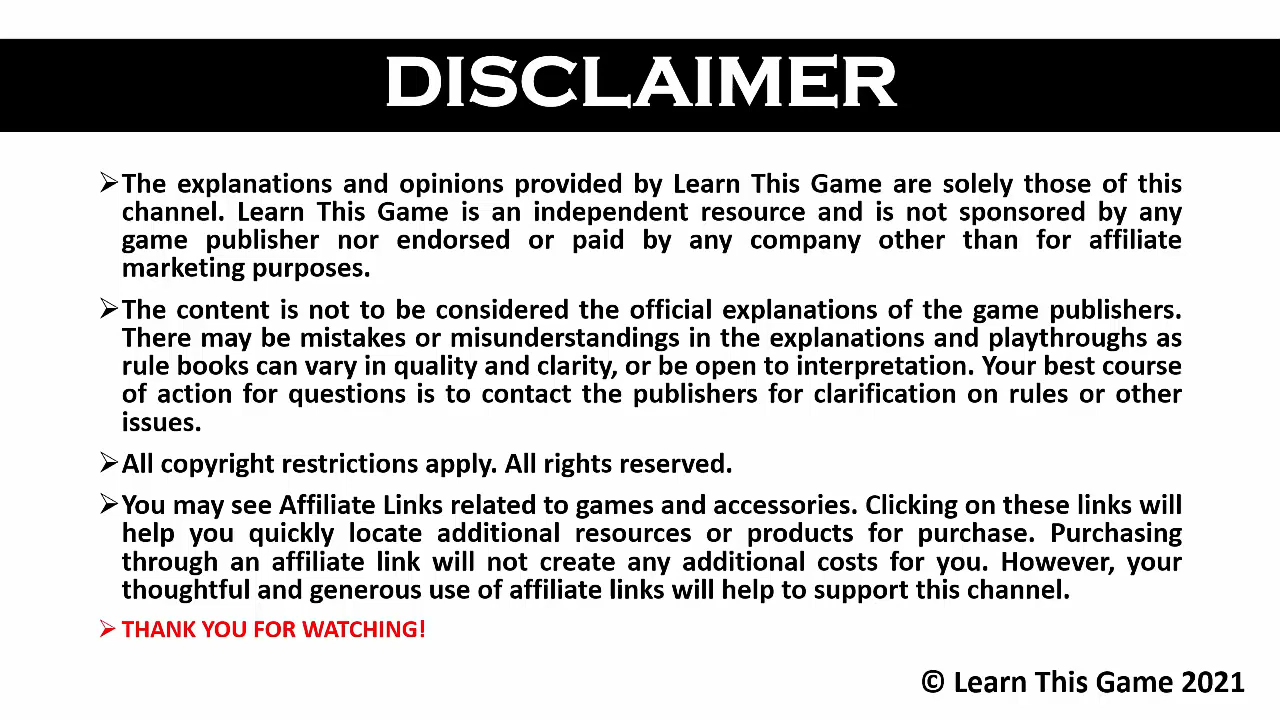 DISCLAIMER
➢The explanations and opinions provided by Learn This Game are solely those of this
channel. Learn This Game is an independent resource and is not sponsored by any
game publisher nor endorsed or paid by any company other than for affiliate
marketing purposes.
➢The content is not to be considered the official explanations of the game publishers.
There may be mistakes or misunderstandings in the explanations and playthroughs as
rule books can vary in quality and clarity, or be open to interpretation. Your best course
of action for questions is to contact the publishers for clarification on rules or other
issues.
➢All copyright restrictions apply. All rights reserved.
➢You may see Affiliate Links related to games and accessories. Clicking on these links will
help you quickly locate additional resources or products for purchase. Purchasing
through an affiliate link will not create any additional costs for you. However, your
thoughtful and generous use of affiliate links will help to support this channel.
➢THANK YOU FOR WATCHING!
© Learn This Game 2021